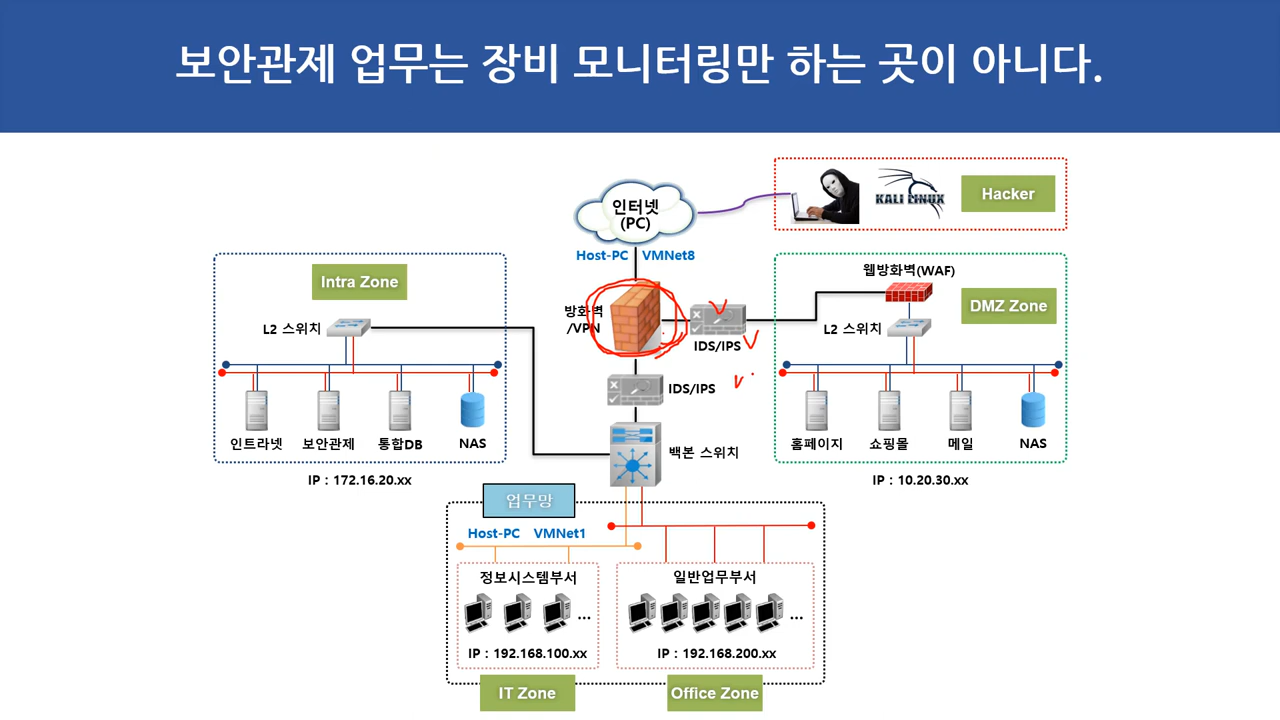 보안관제 업무는 장비 모니터링만 하는 곳이 아니다.
인터넷
(PC)
KALI LINUX
Hacker
Host-PC VMNet8
Intra Zone
L2 스위치
인트라넷
보안관제
통합DB
NAS
IP : 172.16.20.xx
방화벽
/VPN
IDS/IPS
IDS/IPS
백본 스위치
웹방화벽(WAF)
DMZ Zone
L2 스위치
홈페이지
쇼핑몰
메일
NAS
IP : 10.20.30.xx
업무망
Host-PC VMNet1
정보시스템부서
...
IP : 192.168.100.xx
IT Zone
일반업무부서
...
IP : 192.168.200.xx
Office Zone